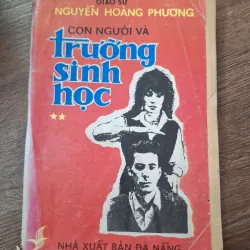 GIÁO SƯ
NGUYỄN HOÀNG PHƯƠNG
CON NGƯỜI VÀ
trường
sinh
học
**
NHÀ XUẤT BẢN ĐÀ NẴNG